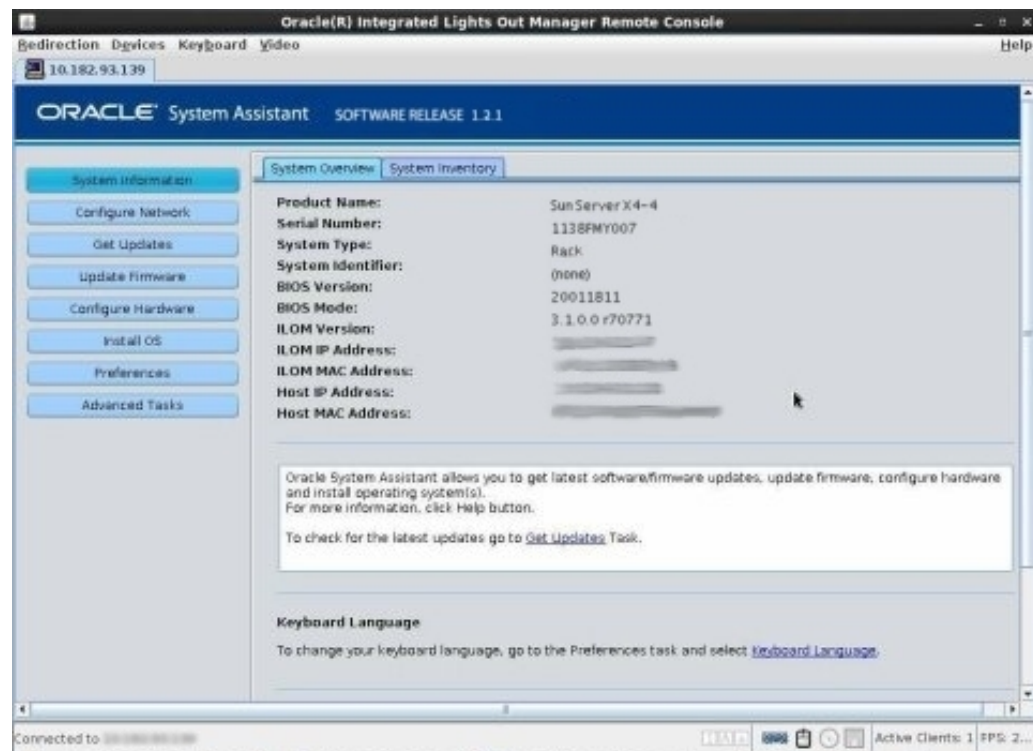 Oracle(R) Integrated Lights Out Manager Remote Console
Redirection Devices Keyboard Video Help
10.182.93.139
ORACLE System Assistant SOFTWARE RELEASE 1.2.1
System Information
Configure Network
Get Updates
Update Firmware
Configure Hardware
Install OS
Preferences
Advanced Tasks
System Overview System Inventory
Product Name: Sun Server X4-4
Serial Number: 1138FMY007
System Type: Rack
System Identifier: (none)
BIOS Version: 20011811
BIOS Mode: 3.1.0.0 r70771
ILOM Version:
ILOM IP Address:
ILOM MAC Address:
Host IP Address:
Host MAC Address:
Oracle System Assistant allows you to get latest software/firmware updates, update firmware, configure hardware
and install operating system(s).
For more information, click Help button.
To check for the latest updates go to Get Updates Task.
Keyboard Language
To change your keyboard language, go to the Preferences task and select Keyboard Language.
Connected to
Active Clients: 1 FPS: 2...